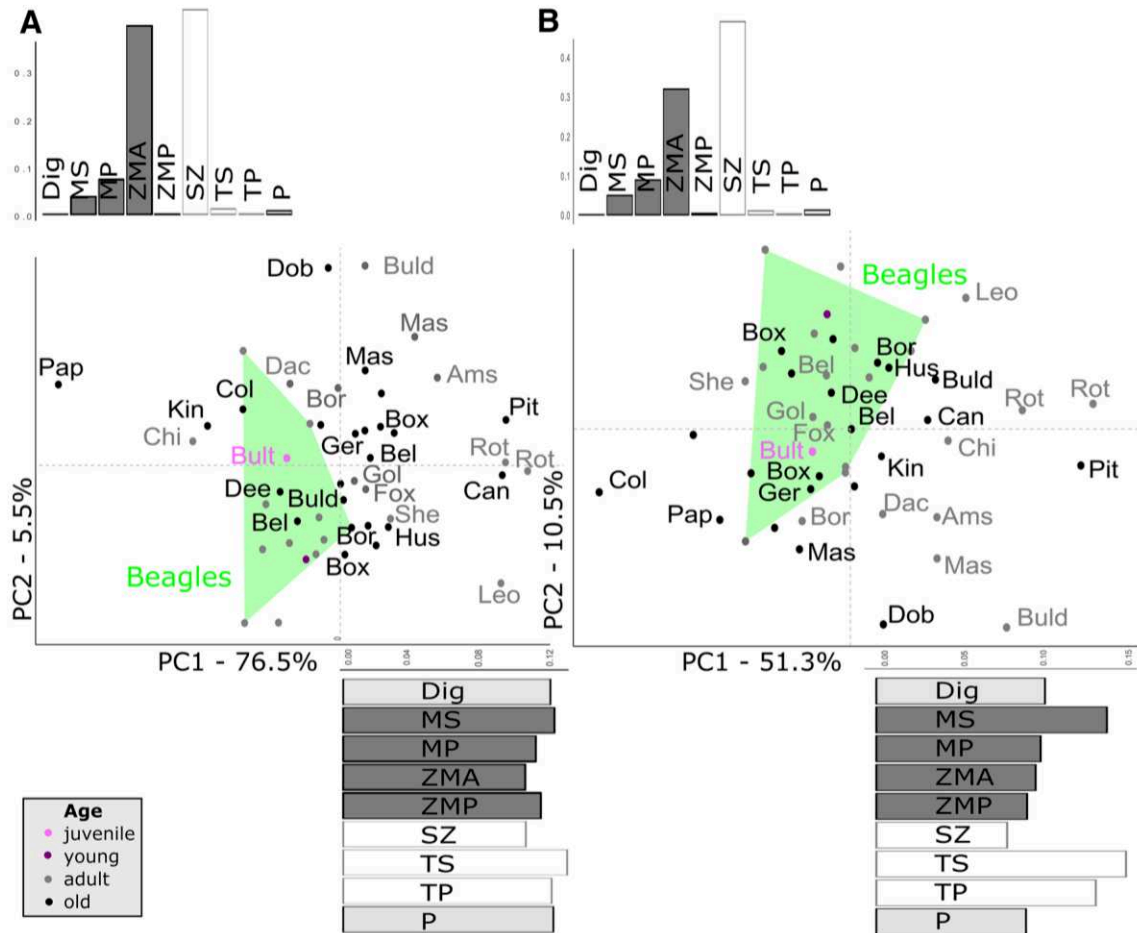 A
0.3
0.2
0.1
0.0
Dig
MS
MP
ZMA
ZMP
SZ
TS
TP
P
Dob
Buld
Mas
Pap
Dac
Mas
Ams
Col
Bor
Kin
Box
Pit
Chi
Ger
Bult
Bel
Rot
Rot
Gol
Can
Dee
Buld
Fox
Bel
She
Bor
Hus
Box
Beagles
Leo
PC2 - 5.5%
PC1 - 76.5%
0
0.00
0.04
0.08
0.12
Dig
MS
MP
ZMA
ZMP
SZ
TS
TP
P
B
0.4
0.3
0.2
0.1
0.0
Dig
MS
MP
ZMA
ZMP
SZ
TS
TP
P
Beagles
Leo
Box
Bor
She
Bel
Hus
Buld
Dee
Rot
Rot
Gol
Bel
Can
Fox
Chi
Bult
Col
Box
Kin
Pit
Ger
Pap
Bor
Dac
Ams
Mas
Mas
Dob
Buld
PC2 - 10.5%
PC1 - 51.3%
0.00
0.05
0.10
0.15
Dig
MS
MP
ZMA
ZMP
SZ
TS
TP
P
Age
juvenile
young
adult
old